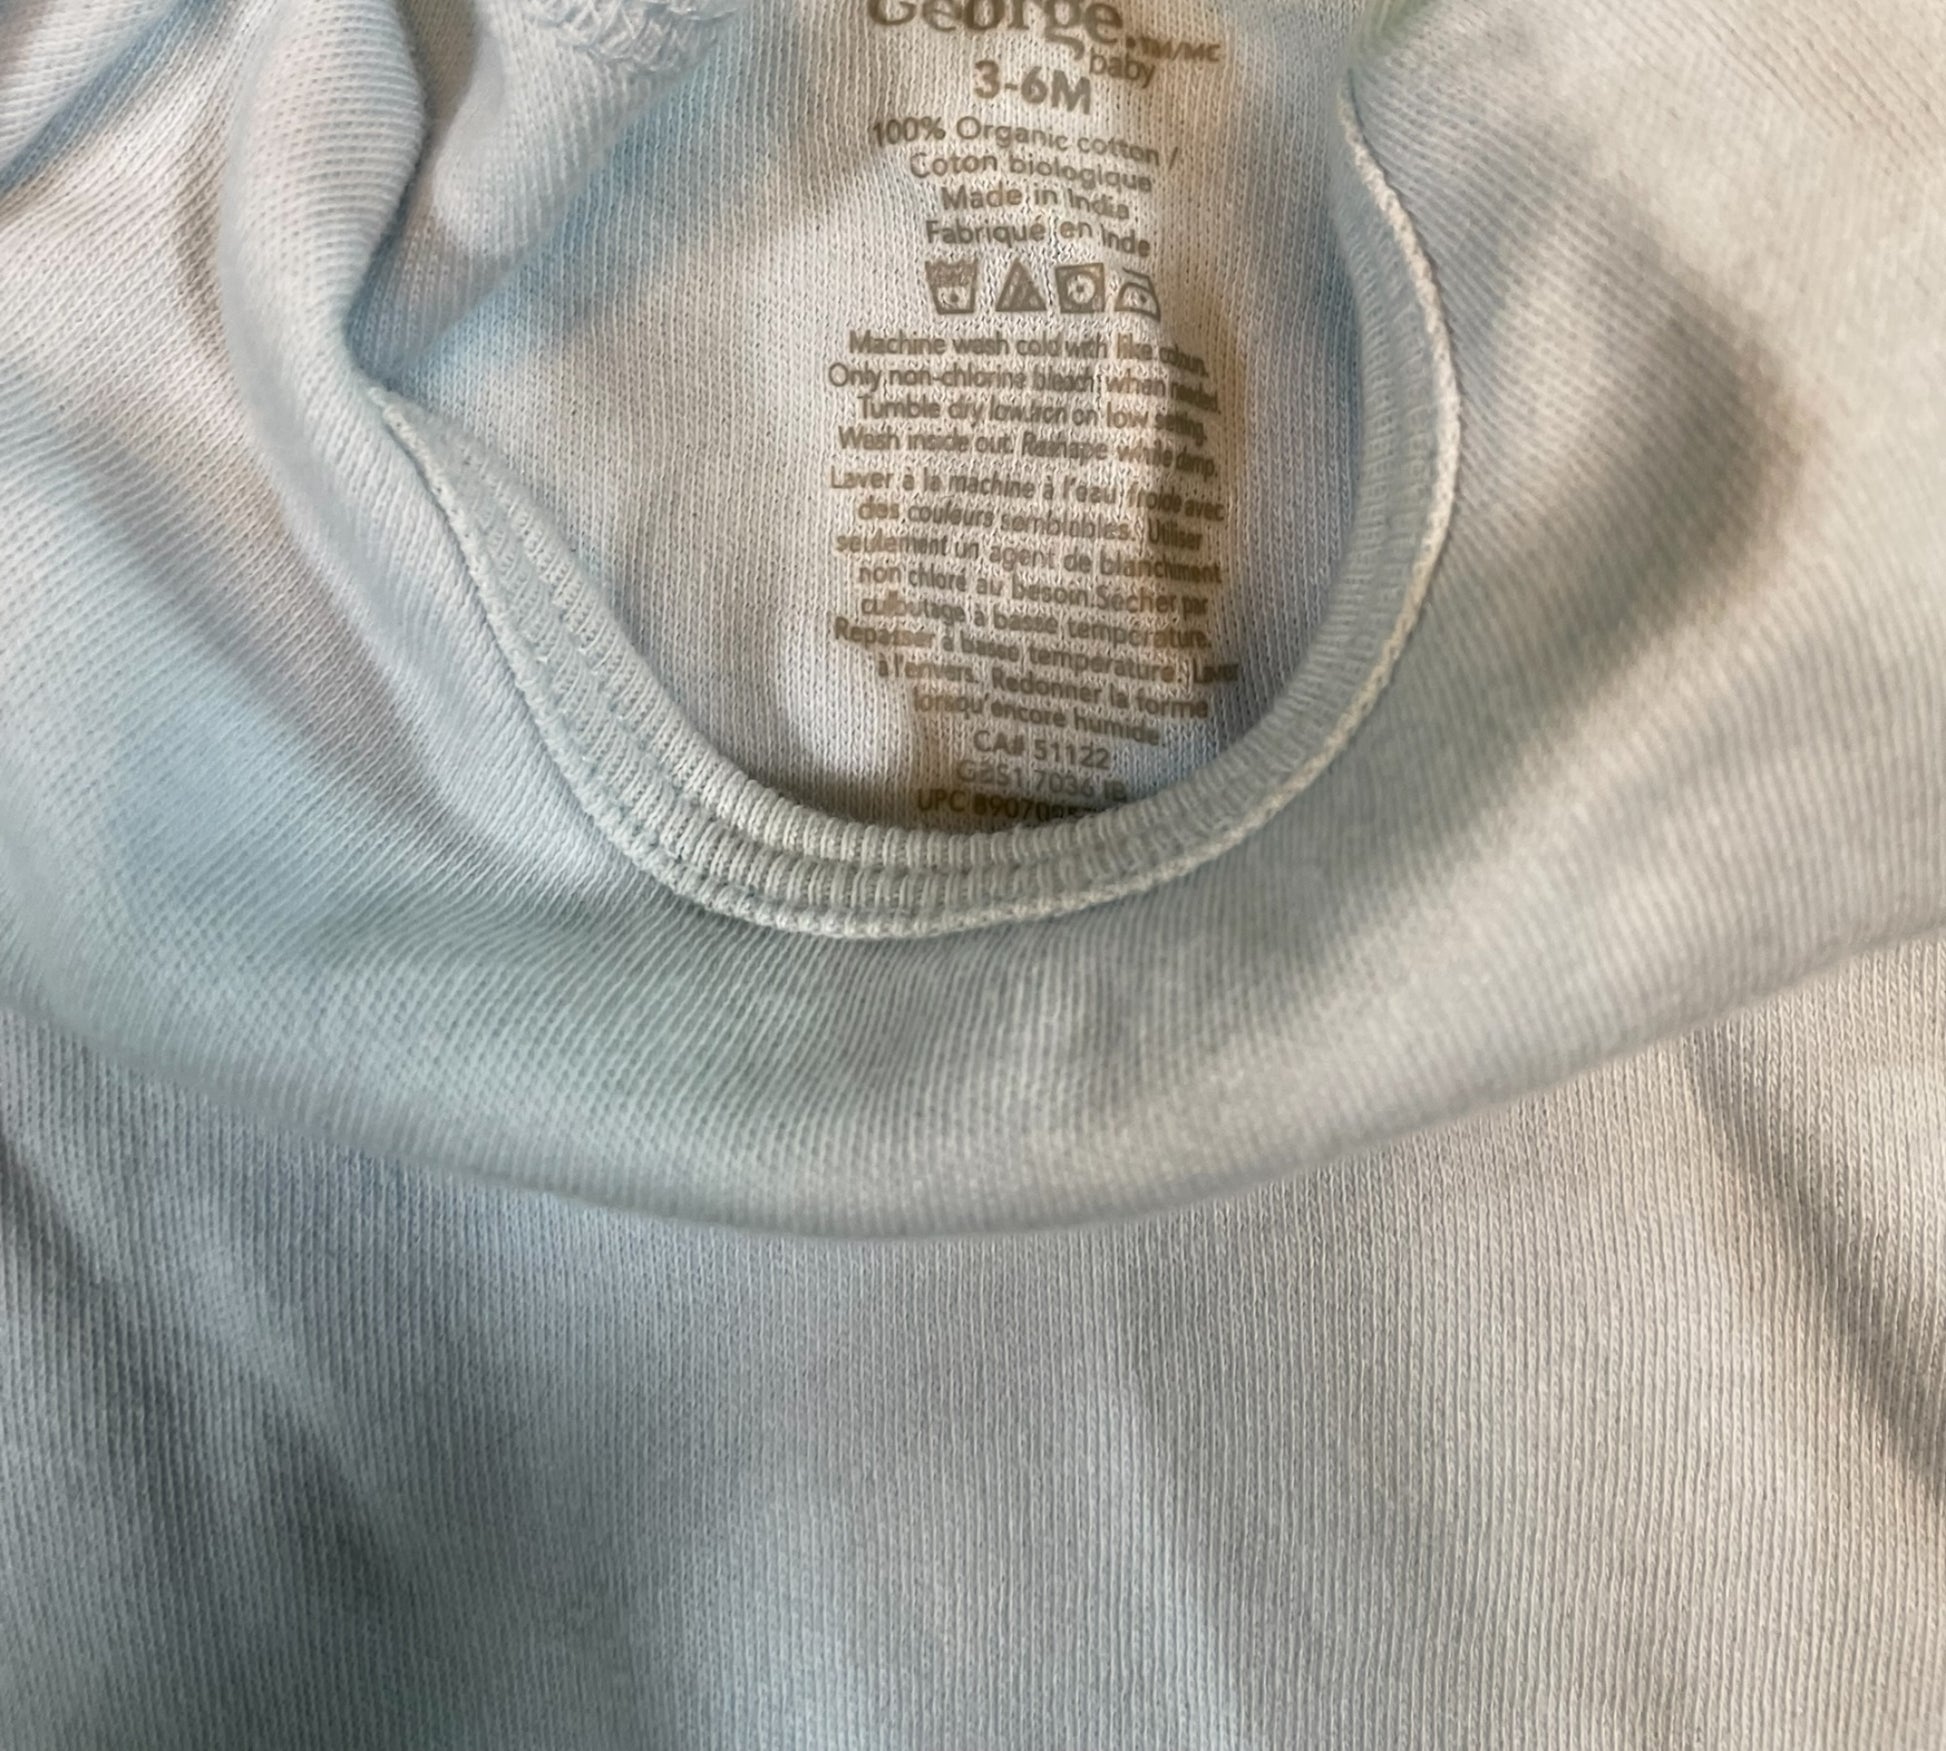 George.™/MC
baby
3-6M
100% Organic cotton /
Coton biologique
Made in India
Fabriqué en Inde
Machine wash cold with like colours.
Only non-chlorine bleach when needed.
Tumble dry low. Iron on low setting.
Wash inside out. Reshape while damp.
Laver à la machine à l'eau froide avec
des couleurs semblables. Utiliser
seulement un agent de blanchiment
non chloré au besoin. Sécher par
culbutage à basse température.
Repasser à basse température. Laver
à l'envers. Redonner la forme
lorsqu'encore humide.
CA# 51122
UPC